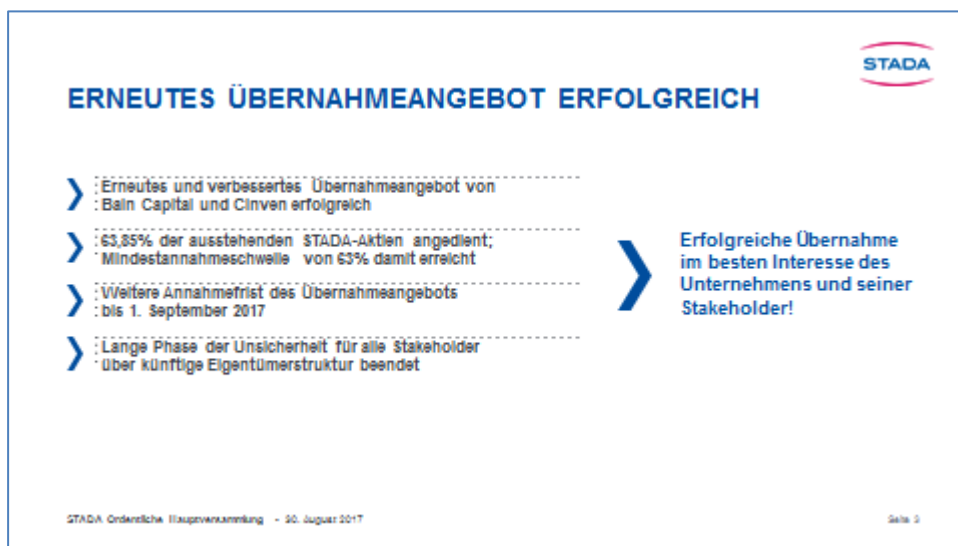 STADA
ERNEUTES ÜBERNAHMEANGEBOT ERFOLGREICH
Erneutes und verbessertes Übernahmeangebot von
Bain Capital und Cinven erfolgreich
63,85% der ausstehenden STADA-Aktien angedient;
Mindestannahmeschwelle von 63% damit erreicht
Weitere Annahmefrist des Übernahmeangebots
bis 1. September 2017
Lange Phase der Unsicherheit für alle Stakeholder
über künftige Eigentümerstruktur beendet
Erfolgreiche Übernahme
im besten Interesse des
Unternehmens und seiner
Stakeholder!
STADA Ordentliche Hauptversammlung - 30. August 2017
Seite